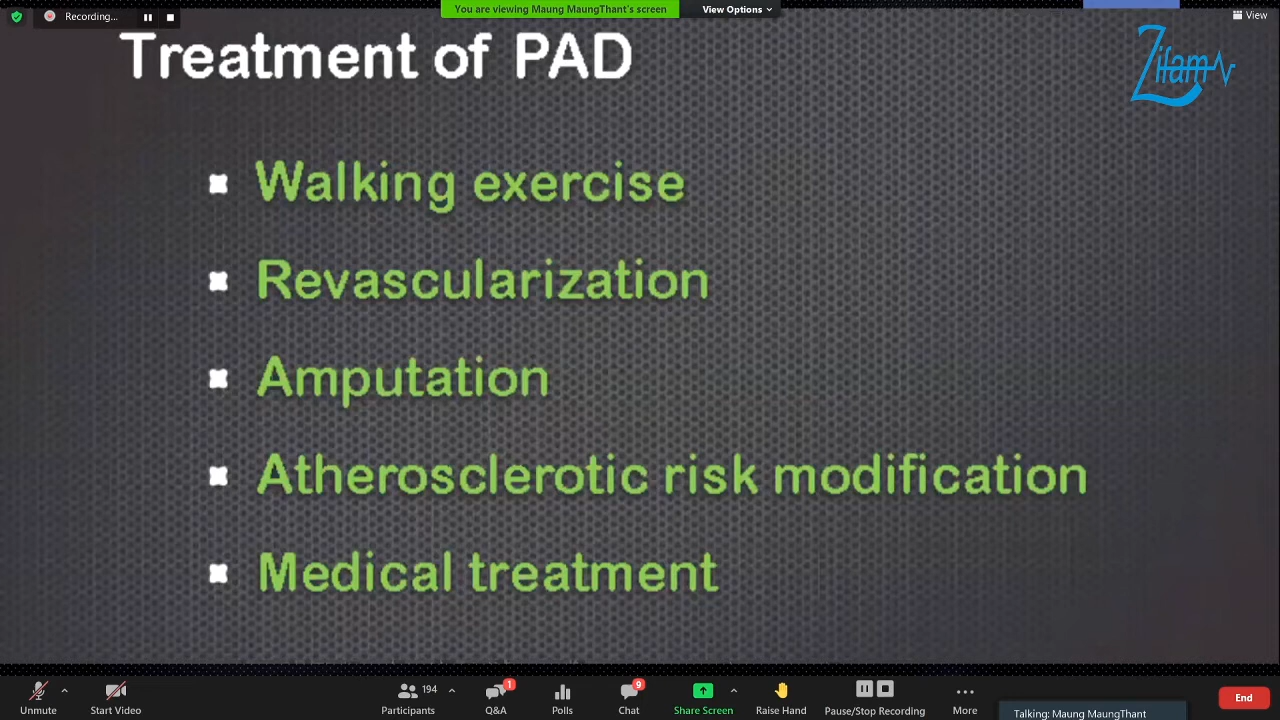 Recording...
You are viewing Maung MaungThant's screen
View Options
View
Treatment of PAD
Zifam
Walking exercise
Revascularization
Amputation
Atherosclerotic risk modification
Medical treatment
Unmute
Start Video
194
Participants
1
Q&A
Polls
9
Chat
Share Screen
Raise Hand
Pause/Stop Recording
More
Talking: Maung MaungThant
End